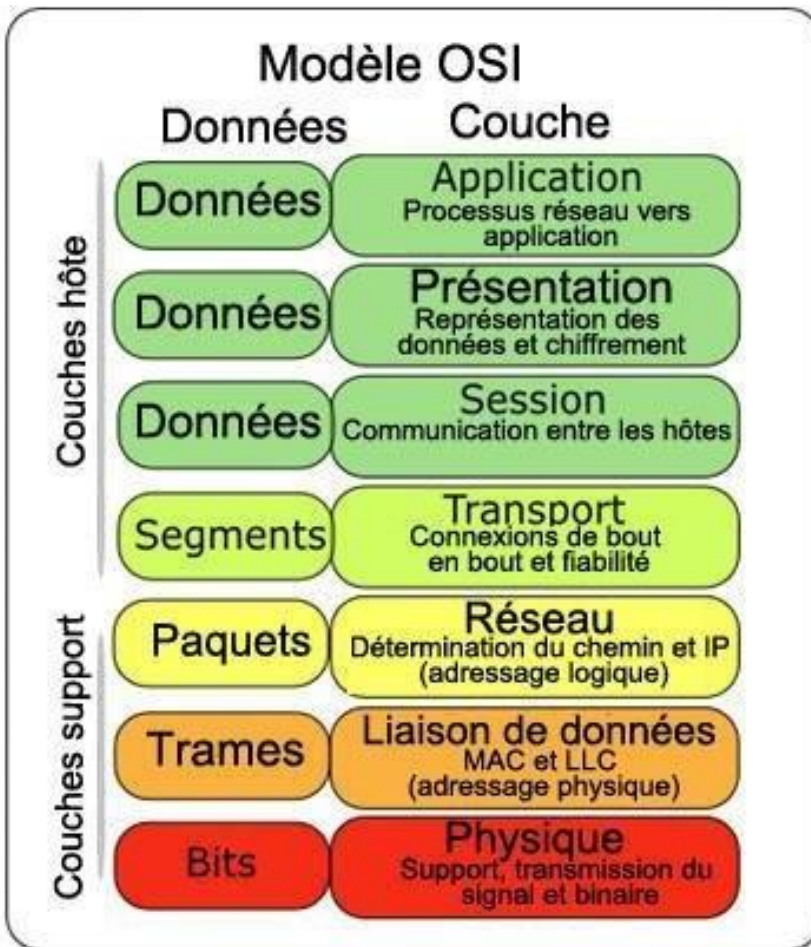 Modèle OSI
Données Couche
Couches hôte
Données
Application
Processus réseau vers
application
Données
Présentation
Représentation des
données et chiffrement
Données
Session
Communication entre les hôtes
Segments
Transport
Connexions de bout
en bout et fiabilité
Couches support
Paquets
Réseau
Détermination du chemin et IP
(adressage logique)
Trames
Liaison de données
MAC et LLC
(adressage physique)
Bits
Physique
Support, transmission du
signal et binaire